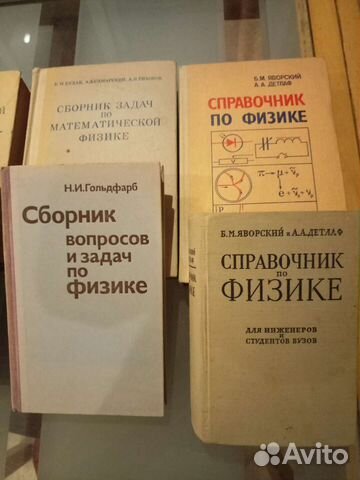 Б. М. БУДАК, А. А. САМАРСКИЙ, А. Н. ТИХОНОВ
СБОРНИК ЗАДАЧ
ПО
МАТЕМАТИЧЕСКОЙ
ФИЗИКЕ
Б. М. ЯВОРСКИЙ
А. А. ДЕТЛАФ
СПРАВОЧНИК
ПО ФИЗИКЕ
Н.И.Гольдфарб
Сборник
вопросов
и задач
по
физике
Б.М.ЯВОРСКИЙ и А.А.ДЕТЛАФ
СПРАВОЧНИК
ПО
ФИЗИКЕ
ДЛЯ ИНЖЕНЕРОВ
И
СТУДЕНТОВ ВУЗОВ
Avito